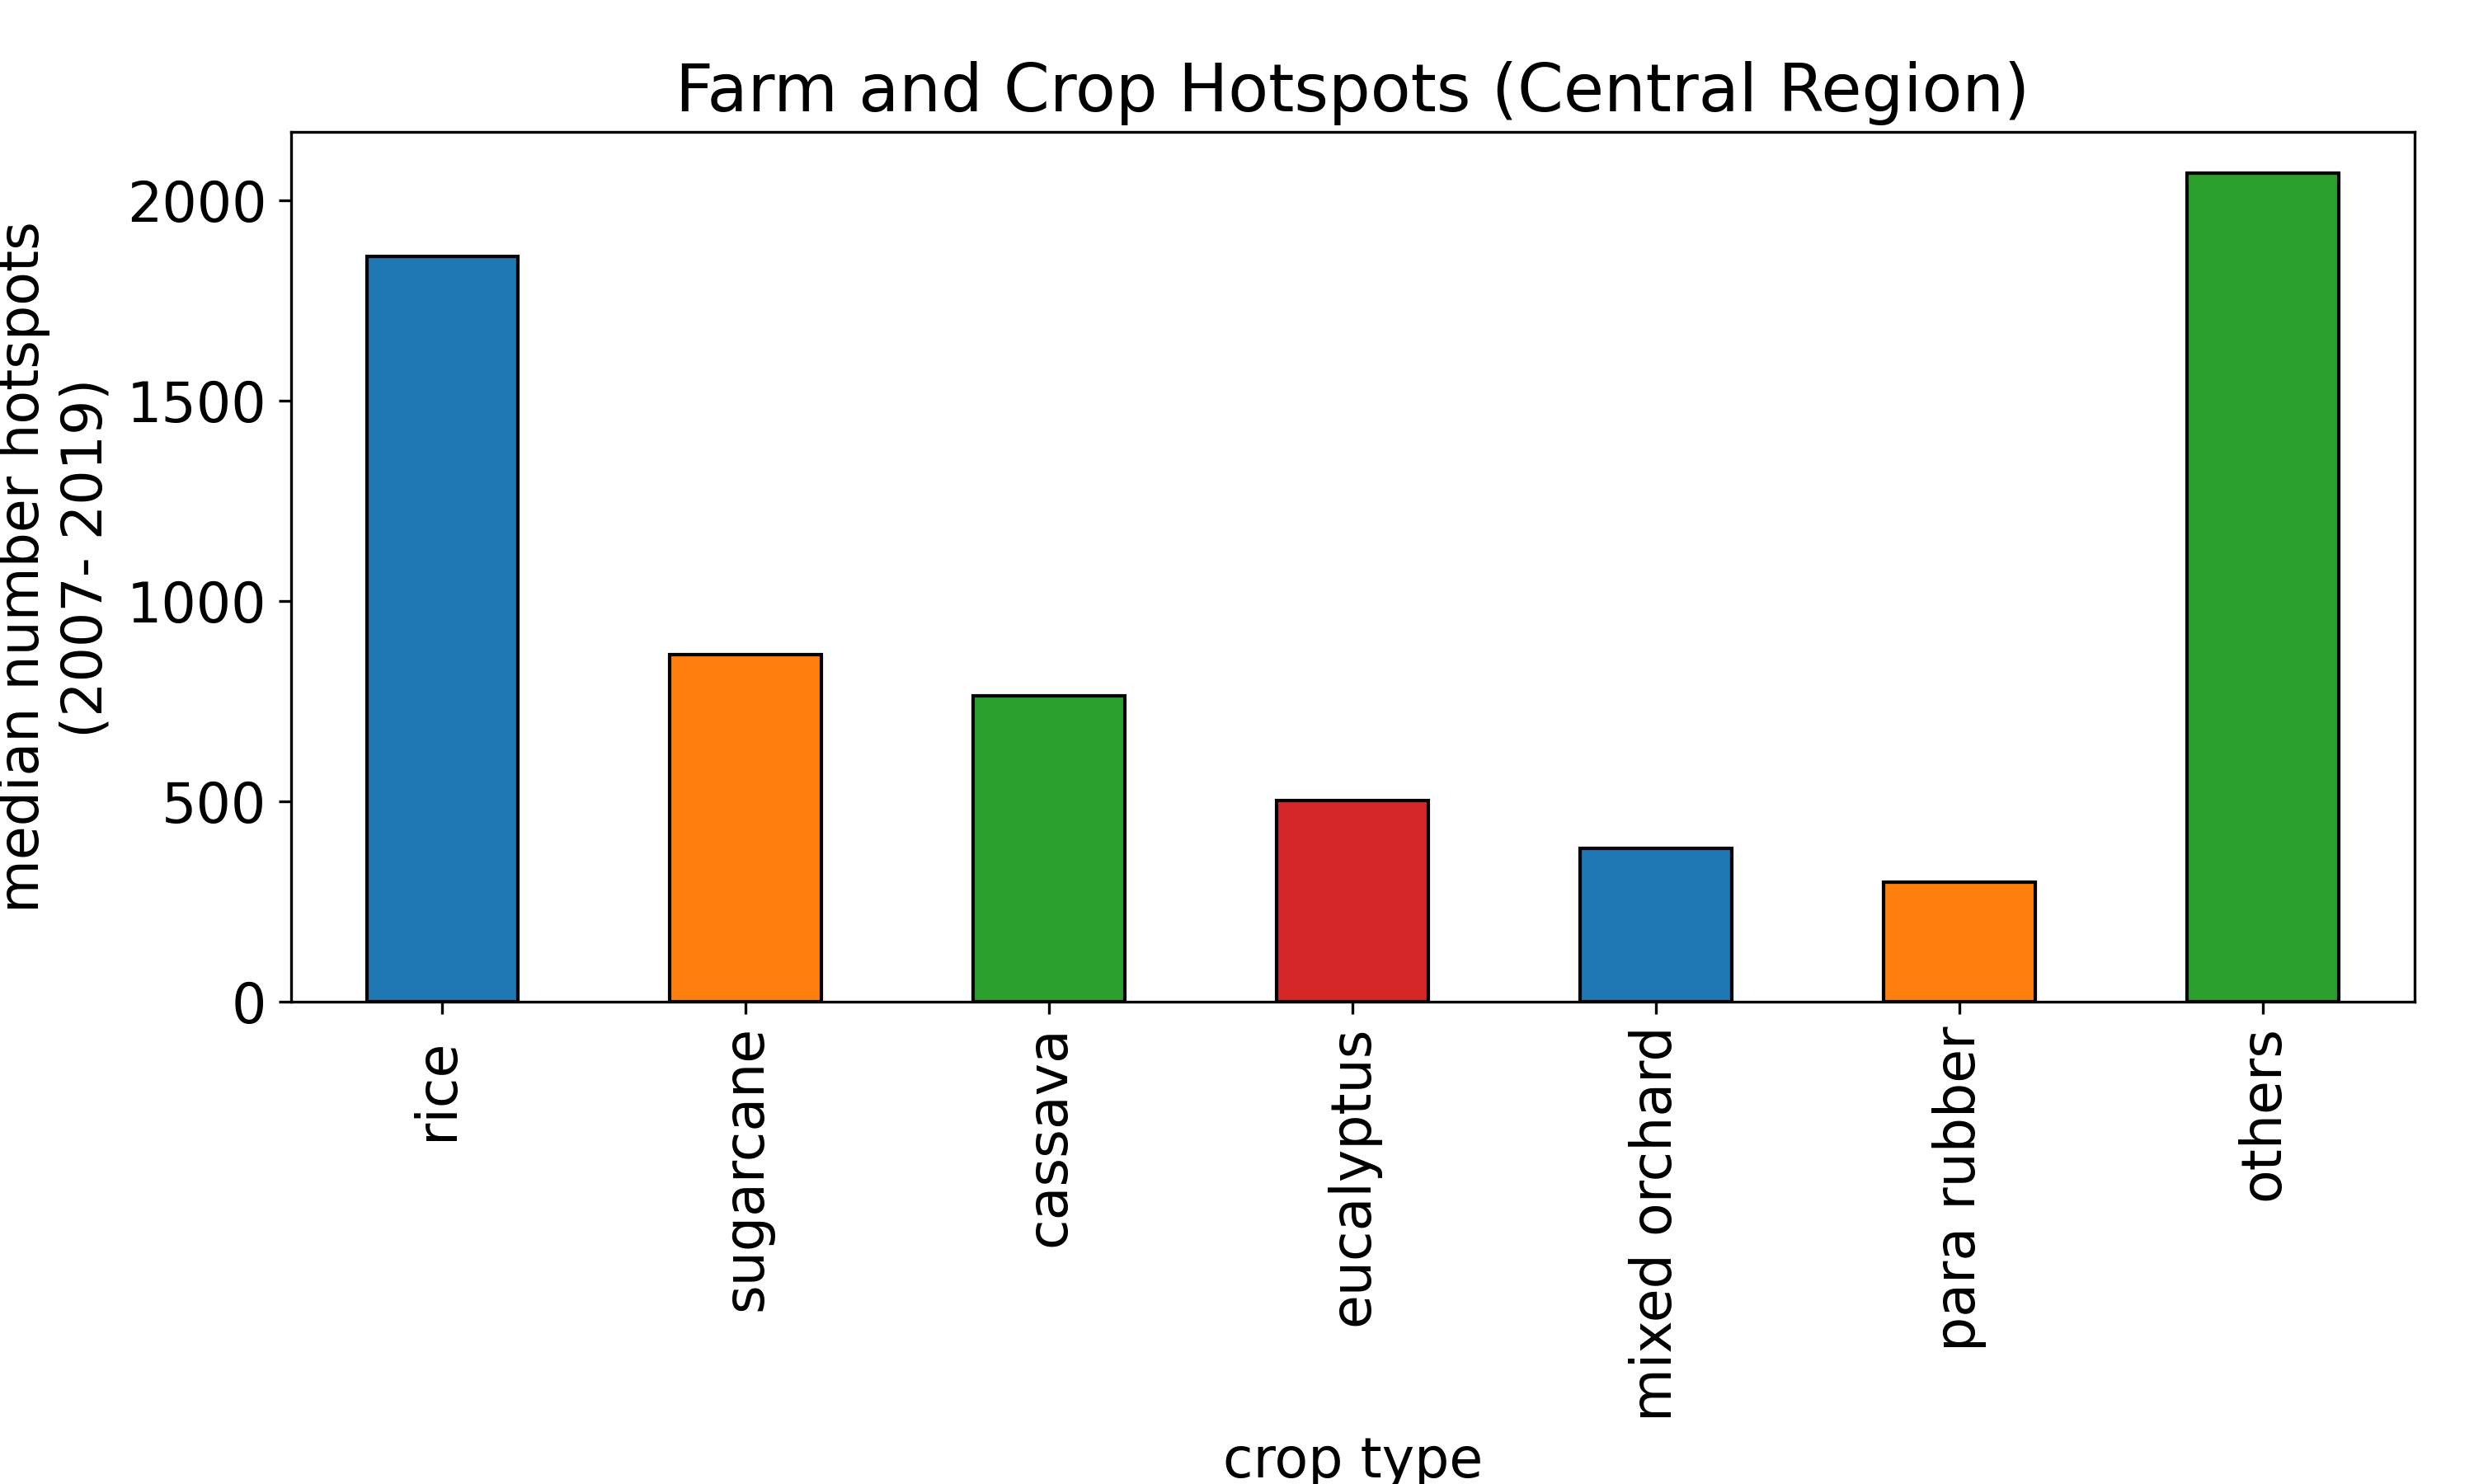 Farm and Crop Hotspots (Central Region)
median number hotspots
(2007- 2019)
2000
1500
1000
500
0
rice
sugarcane
cassava
eucalyptus
mixed orchard
para rubber
others
crop type